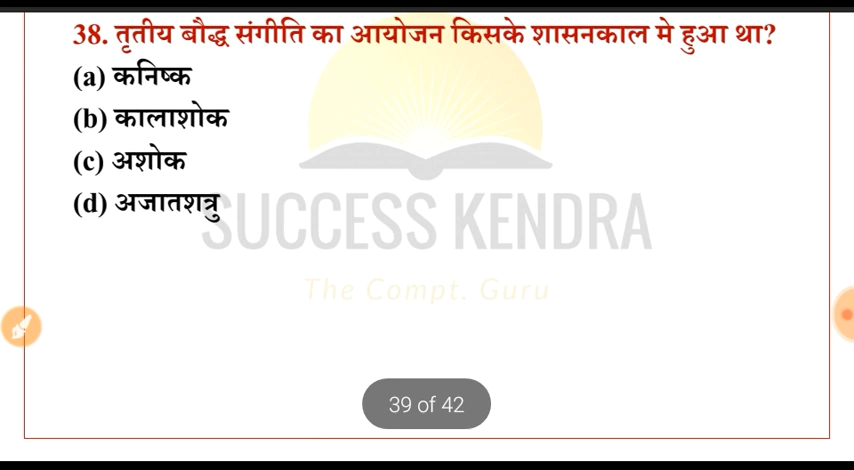 38. तृतीय बौद्ध संगीति का आयोजन किसके शासनकाल मे हुआ था?
(a) कनिष्क
(b) कालाशोक
(c) अशोक
(d) अजातशत्रु
SUCCESS KENDRA
The Compt. Guru
39 of 42